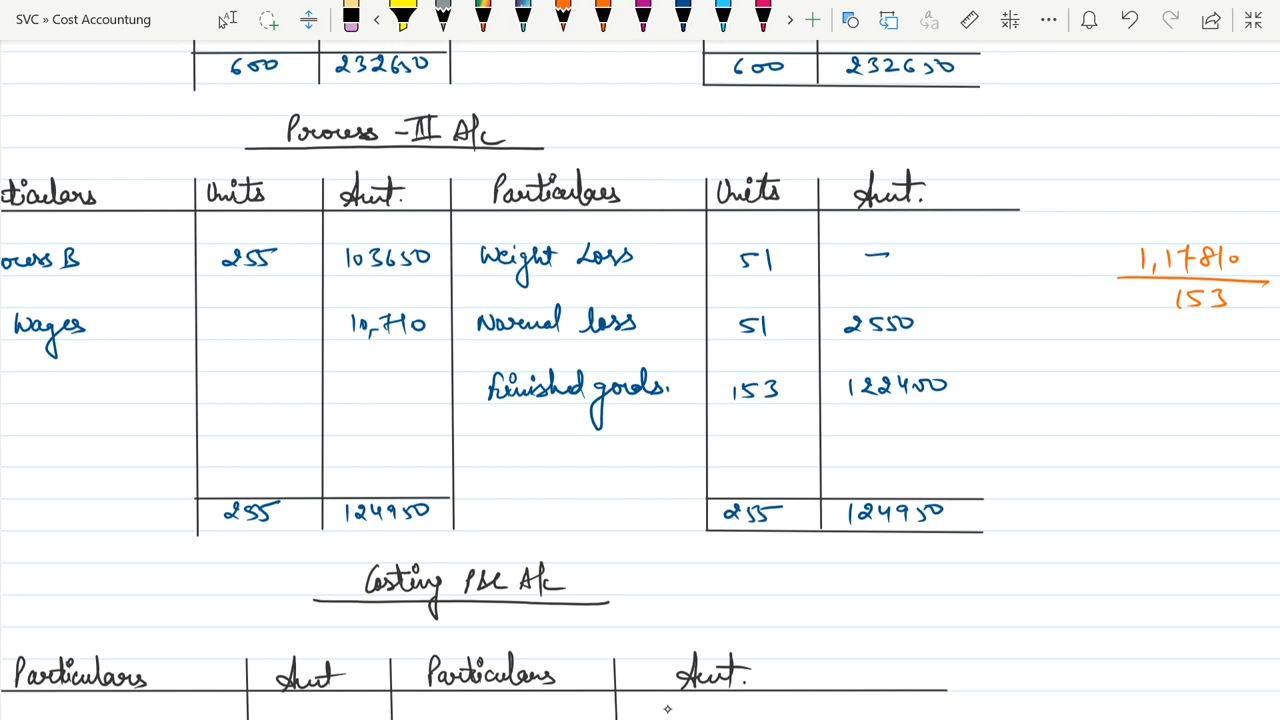 SVC » Cost Accountung
600 232650 600 232650
Process - III A/c
ticulars Units Amt. Particulars Units Amt.
ocess B 255 103650 Weight Loss 51 —
Wages 10,710 Normal loss 51 2550
Finished goods. 153 122400
255 124950 255 124950
1,17810
153
Costing P&L A/c
Particulars Amt Particulars Amt.